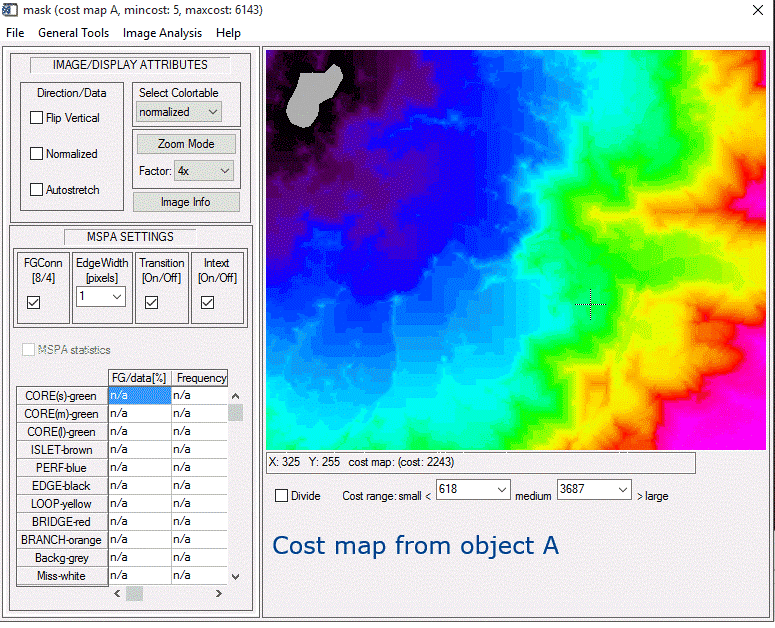 mask (cost map A, mincost: 5, maxcost: 6143)
File General Tools Image Analysis Help
IMAGE/DISPLAY ATTRIBUTES
Direction/Data
Flip Vertical
Normalized
Autostretch
Select Colortable
normalized
Zoom Mode
Factor: 4x
Image Info
MSPA SETTINGS
FGConn
[8/4]
EdgeWidth
[pixels]
1
Transition
[On/Off]
Intext
[On/Off]
MSPA statistics
FG/data[%] Frequency
CORE(s)-green n/a n/a
CORE(m)-green n/a n/a
CORE(l)-green n/a n/a
ISLET-brown n/a n/a
PERF-blue n/a n/a
EDGE-black n/a n/a
LOOP-yellow n/a n/a
BRIDGE-red n/a n/a
BRANCH-orange n/a n/a
Backg-grey n/a n/a
Miss-white n/a n/a
X: 325 Y: 255 cost map: (cost: 2243)
Divide Cost range: small < 618 medium 3687 > large
Cost map from object A